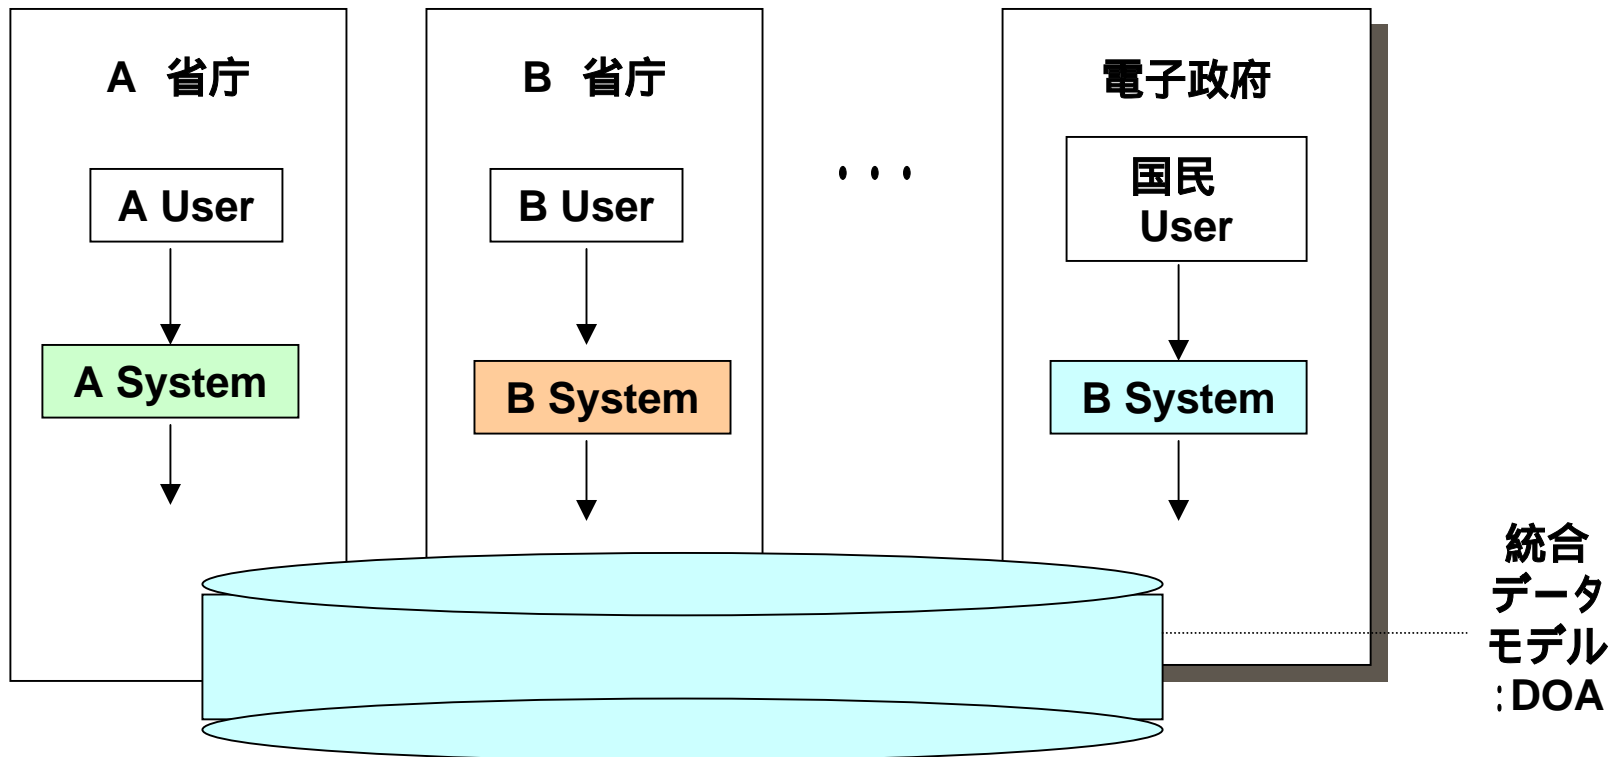 A 省庁
B 省庁
電子政府
A User
B User
・・・
国民
User
A System
B System
B System
統合
データ
モデル
:DOA